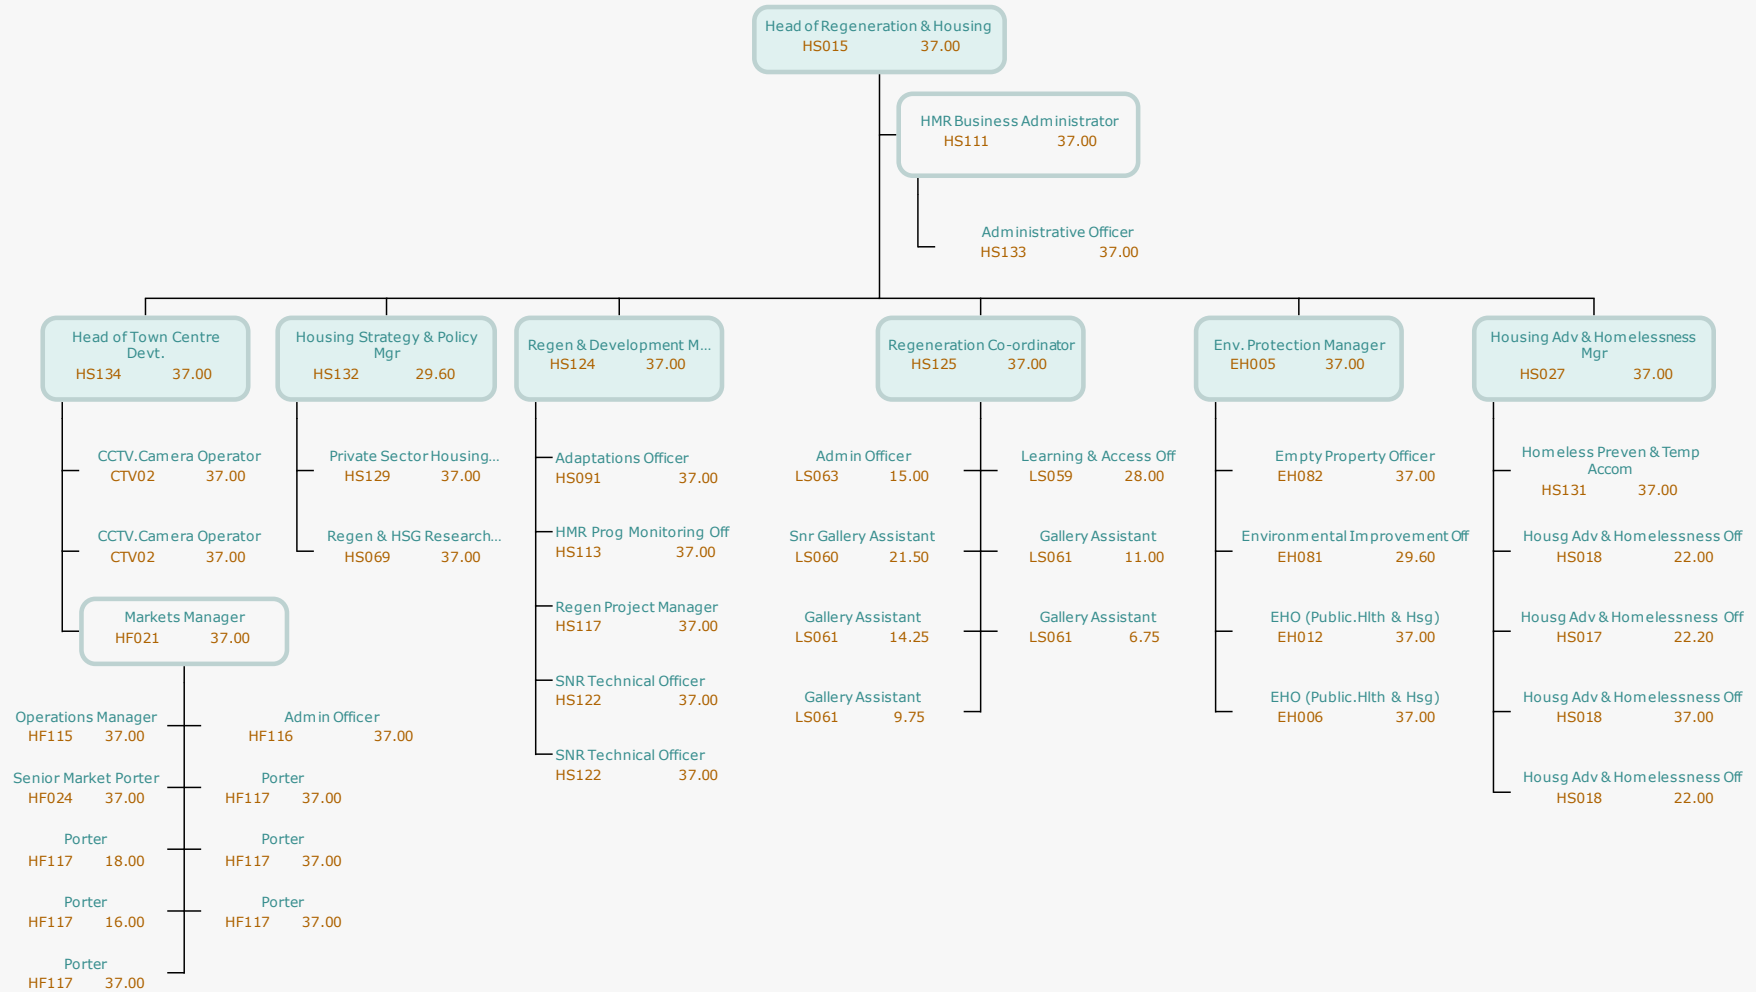 Head of Regeneration & Housing
HS015 37.00
HMR Business Administrator
HS111 37.00
Administrative Officer
HS133 37.00
Head of Town Centre
Devt.
HS134 37.00
Housing Strategy & Policy
Mgr
HS132 29.60
Regen & Development M...
HS124 37.00
Regeneration Co-ordinator
HS125 37.00
Env. Protection Manager
EH005 37.00
Housing Adv & Homelessness
Mgr
HS027 37.00
CCTV.Camera Operator
CTV02 37.00
CCTV.Camera Operator
CTV02 37.00
Markets Manager
HF021 37.00
Operations Manager
HF115 37.00
Admin Officer
HF116 37.00
Senior Market Porter
HF024 37.00
Porter
HF117 37.00
Porter
HF117 18.00
Porter
HF117 37.00
Porter
HF117 16.00
Porter
HF117 37.00
Porter
HF117 37.00
Private Sector Housing...
HS129 37.00
Regen & HSG Research...
HS069 37.00
Adaptations Officer
HS091 37.00
HMR Prog Monitoring Off
HS113 37.00
Regen Project Manager
HS117 37.00
SNR Technical Officer
HS122 37.00
SNR Technical Officer
HS122 37.00
Admin Officer
LS063 15.00
Learning & Access Off
LS059 28.00
Snr Gallery Assistant
LS060 21.50
Gallery Assistant
LS061 11.00
Gallery Assistant
LS061 14.25
Gallery Assistant
LS061 6.75
Gallery Assistant
LS061 9.75
Empty Property Officer
EH082 37.00
Environmental Improvement Off
EH081 29.60
EHO (Public.Hlth & Hsg)
EH012 37.00
EHO (Public.Hlth & Hsg)
EH006 37.00
Homeless Preven & Temp
Accom
HS131 37.00
Housg Adv & Homelessness Off
HS018 22.00
Housg Adv & Homelessness Off
HS017 22.20
Housg Adv & Homelessness Off
HS018 37.00
Housg Adv & Homelessness Off
HS018 22.00